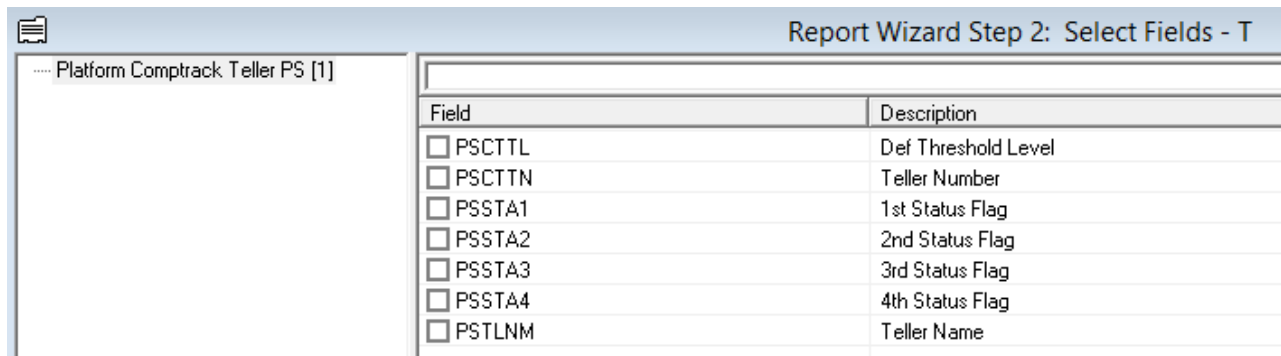 Report Wizard Step 2: Select Fields - T
Platform Comptrack Teller PS [1]
Field Description
PSCTTL Def Threshold Level
PSCTTN Teller Number
PSSTA1 1st Status Flag
PSSTA2 2nd Status Flag
PSSTA3 3rd Status Flag
PSSTA4 4th Status Flag
PSTLNM Teller Name